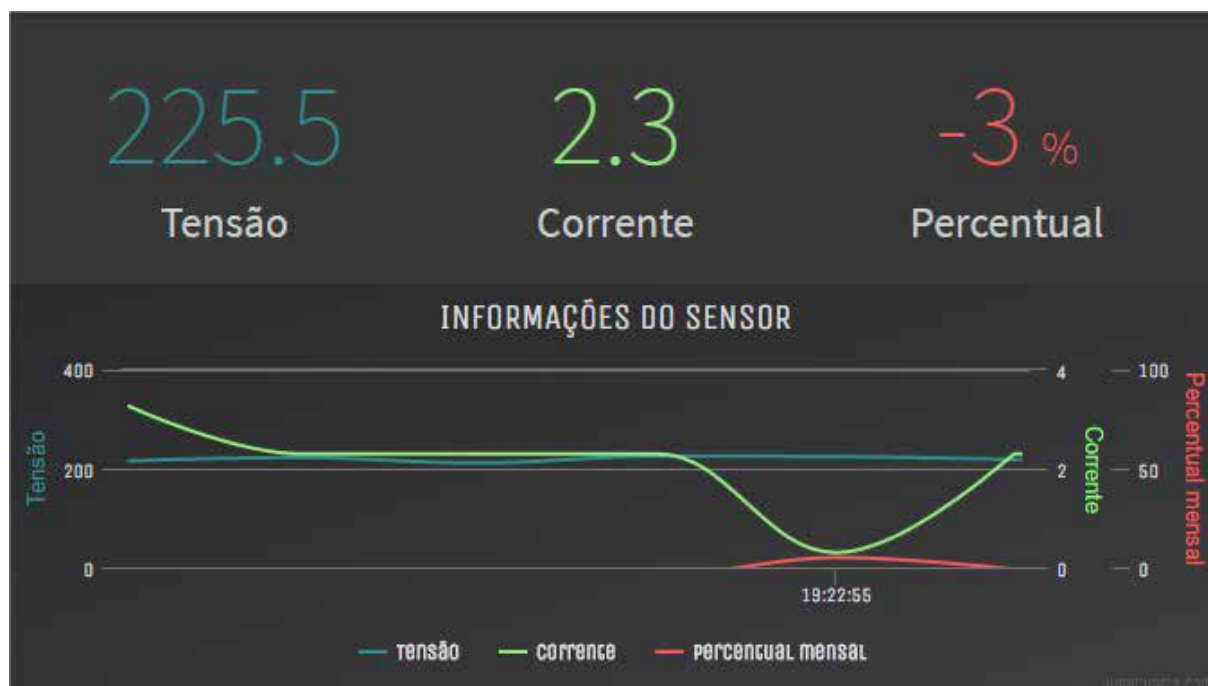 225.5 2.3 -3 %
Tensão Corrente Percentual
INFORMAÇÕES DO SENSOR
400 4 100
200 2 50
0 0 0
Tensão
Corrente
Percentual mensal
19:22:55
Tensão Corrente Percentual mensal